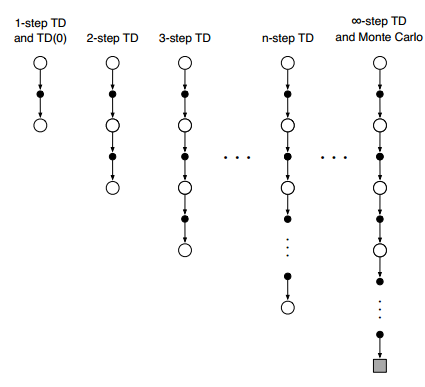 1-step TD
and TD(0)
2-step TD
3-step TD
n-step TD
∞-step TD
and Monte Carlo